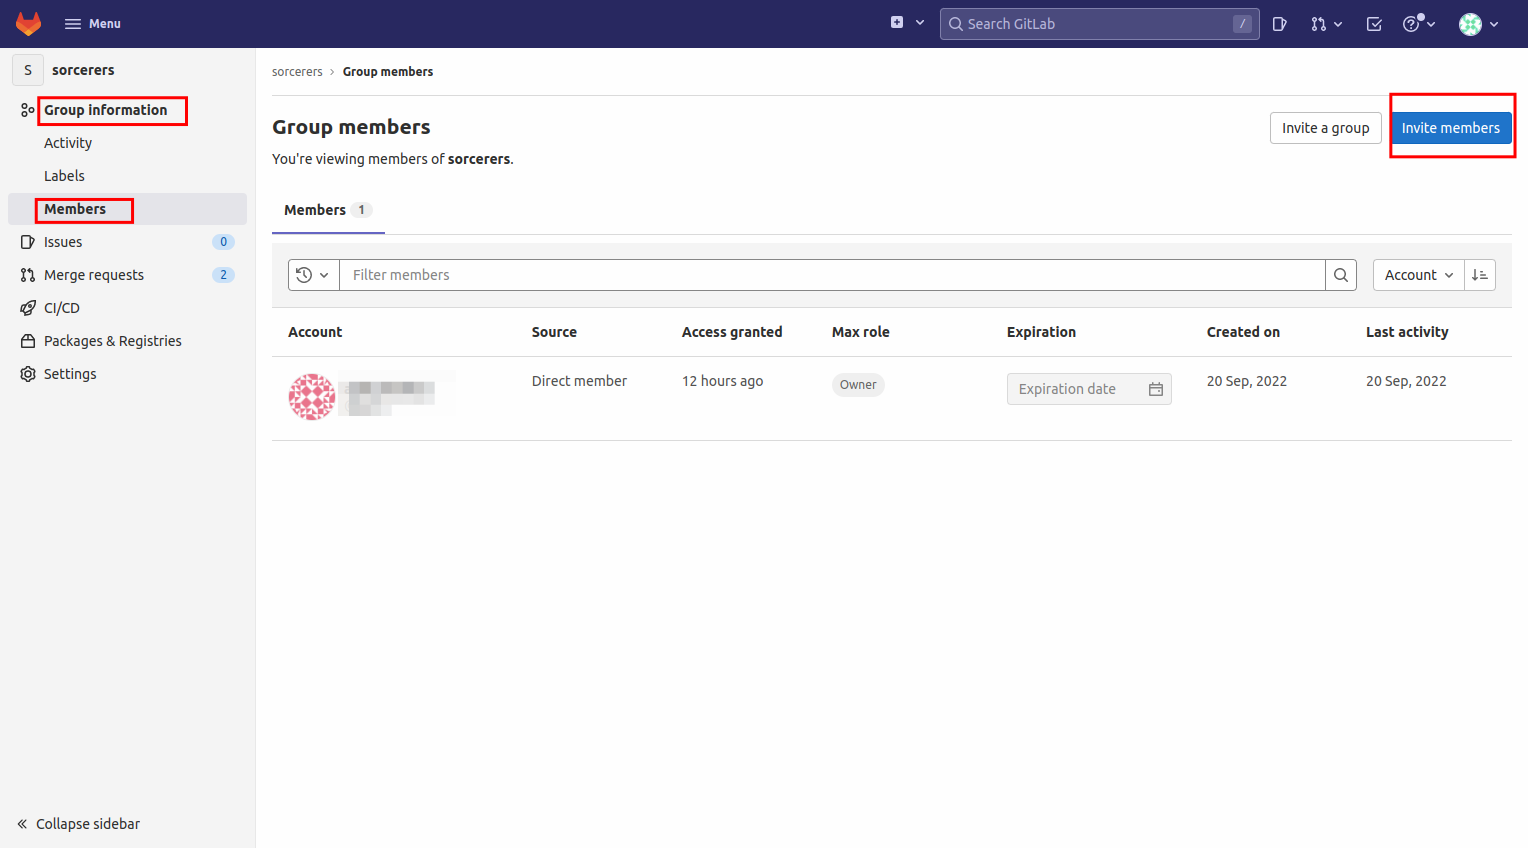 Menu
Search GitLab /
S sorcerers
Group information
Activity
Labels
Members
Issues 0
Merge requests 2
CI/CD
Packages & Registries
Settings
Collapse sidebar
sorcerers › Group members
Group members
Invite a group
Invite members
You're viewing members of sorcerers.
Members 1
Filter members
Account
Account Source Access granted Max role Expiration Created on Last activity
Direct member 12 hours ago Owner Expiration date 20 Sep, 2022 20 Sep, 2022